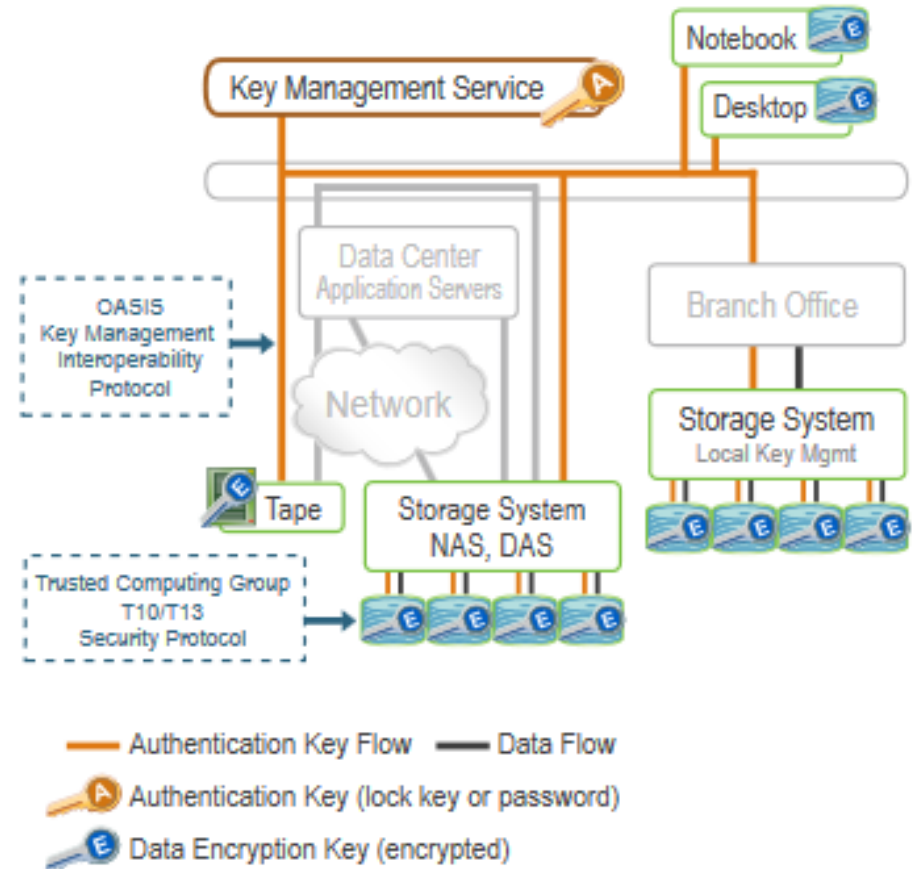 Notebook
E
Key Management Service
A
Desktop
E
Data Center
Application Servers
OASIS
Key Management
Interoperability
Protocol
Branch Office
Network
Storage System
Local Key Mgmt
E
Tape
Storage System
NAS, DAS
E E E E
Trusted Computing Group
T10/T13
Security Protocol
E E E E
Authentication Key Flow
Data Flow
A
Authentication Key (lock key or password)
E
Data Encryption Key (encrypted)